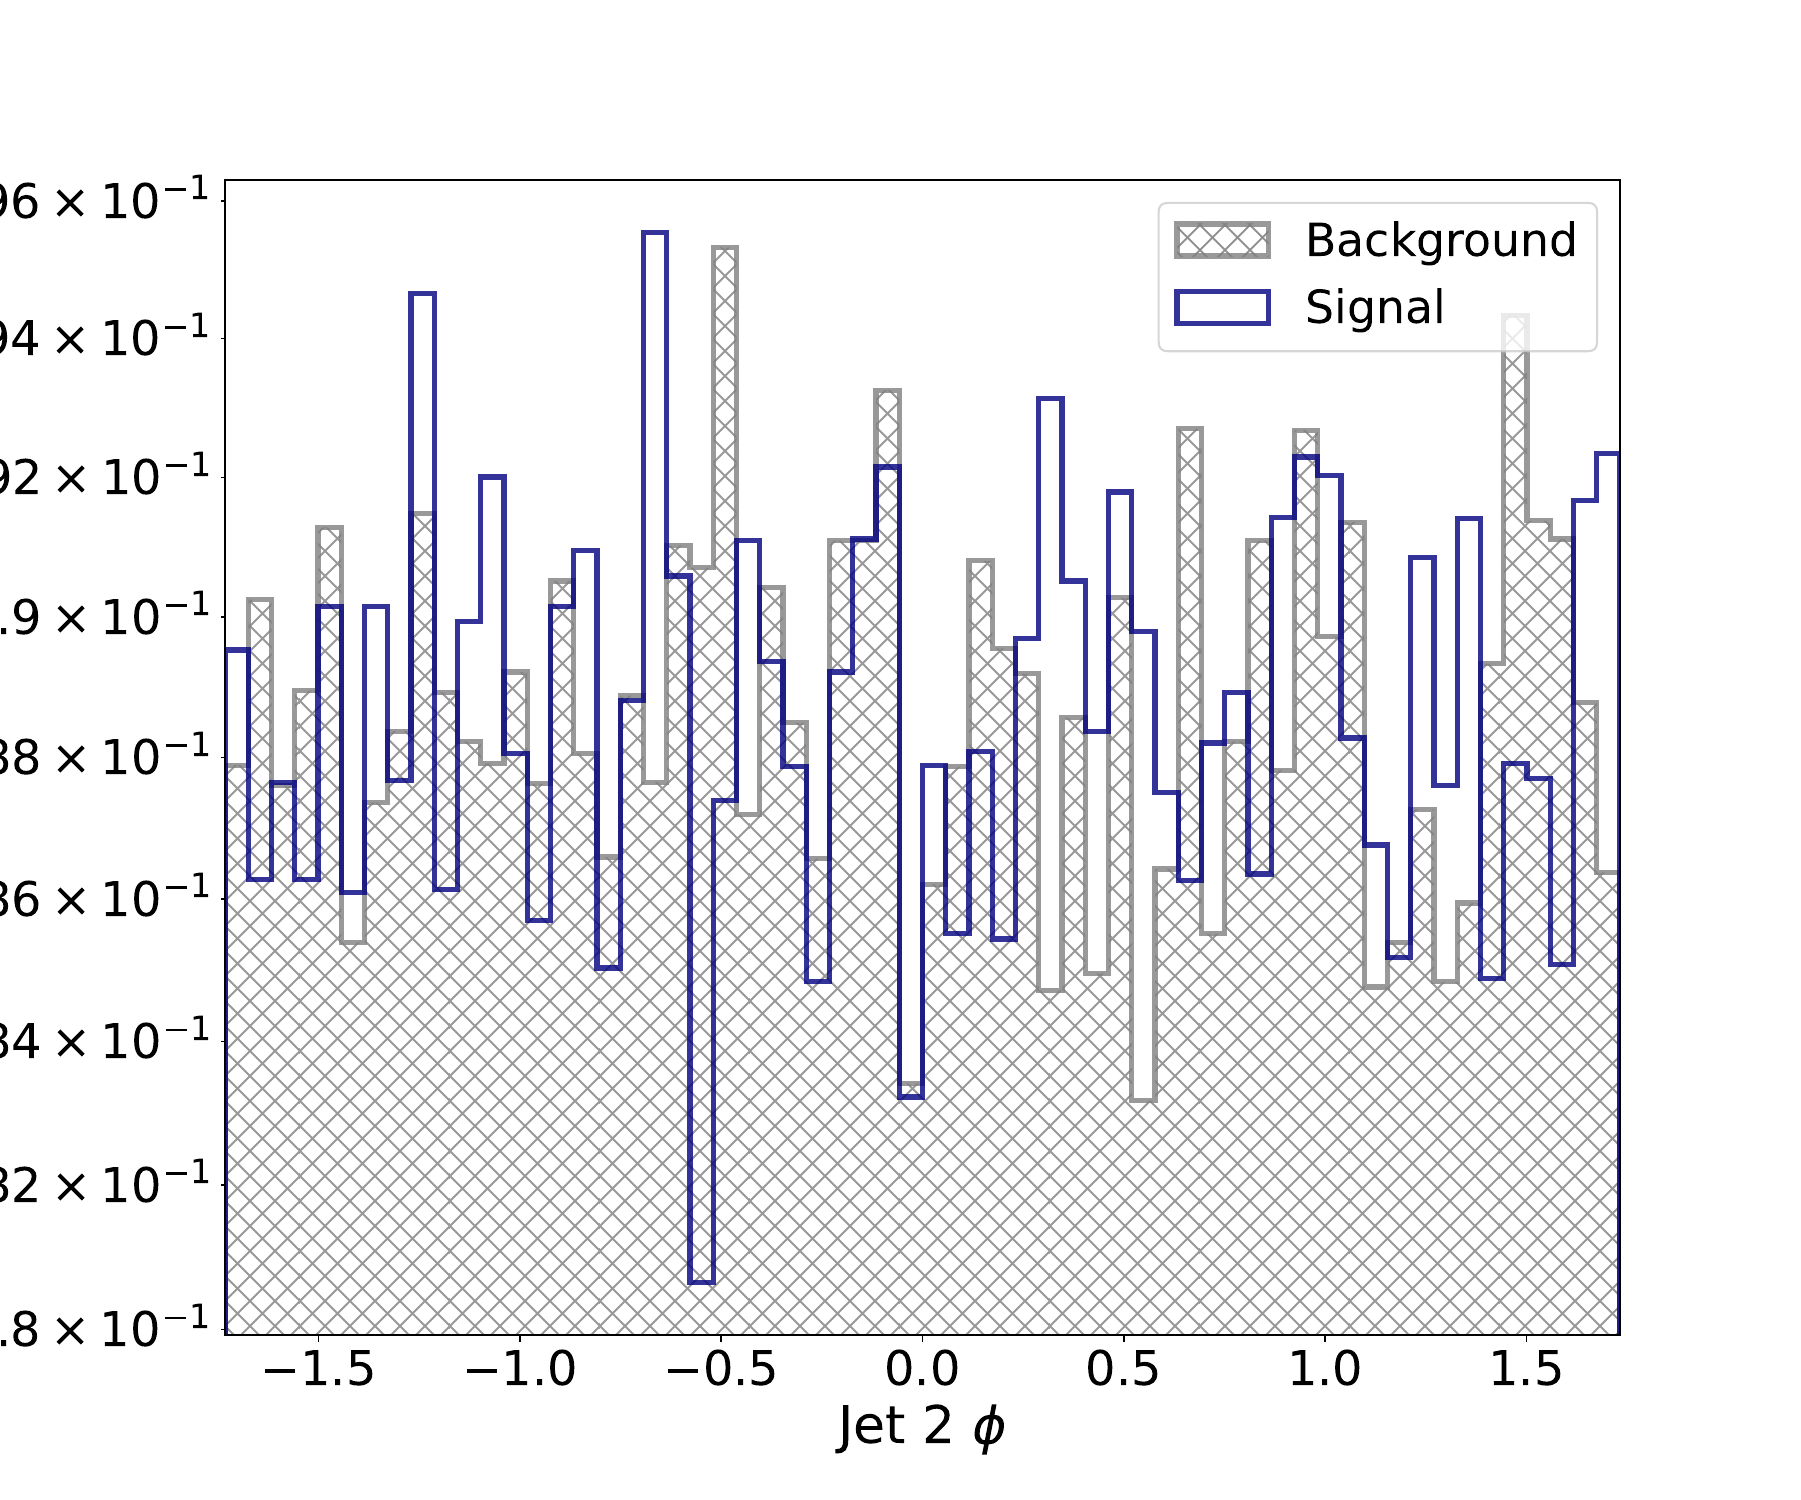 96 × 10⁻¹
94 × 10⁻¹
92 × 10⁻¹
.9 × 10⁻¹
88 × 10⁻¹
86 × 10⁻¹
84 × 10⁻¹
82 × 10⁻¹
.8 × 10⁻¹
Background
Signal
−1.5 −1.0 −0.5 0.0 0.5 1.0 1.5
Jet 2 ϕ